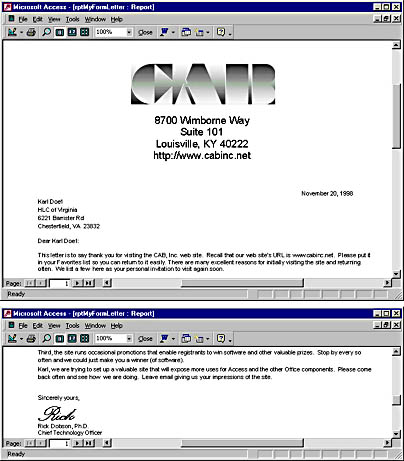 Microsoft Access - [rptMyFormLetter : Report]
File Edit View Tools Window Help
100% Close
CAB
8700 Wimborne Way
Suite 101
Louisville, KY 40222
http://www.cabinc.net
November 20, 1998
Karl Doe1
HLC of Virginia
6221 Barrister Rd
Chesterfield, VA 23832
Dear Karl Doe1:
This letter is to say thank you for visiting the CAB, Inc. web site. Recall that our web site's URL is www.cabinc.net. Please put it
in your Favorites list so you can return to it easily. There are many excellent reasons for initially visiting the site and returning
often. We list a few here as your personal invitation to visit again soon.
Page: 1
Ready
Microsoft Access - [rptMyFormLetter : Report]
File Edit View Tools Window Help
100% Close
Third, the site runs occasional promotions that enable registrants to win software and other valuable prizes. Stop by every so
often and we could just make you a winner (of software).
Karl, we are trying to set up a valuable site that will expose more uses for Access and the other Office components. Please come
back often and see how we are doing. Leave email giving us your impressions of the site.
Sincerely yours,
Rick
Rick Dobson, Ph.D.
Chief Technology Officer
Page: 1
Ready